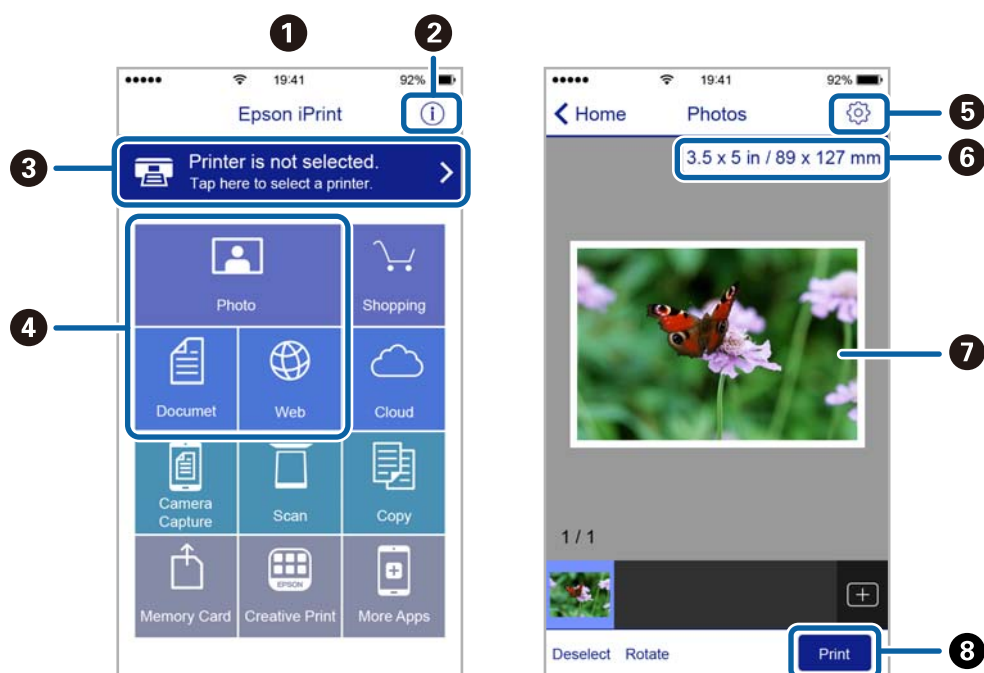 1
2
19:41
92%
Epson iPrint
i
3
Printer is not selected.
Tap here to select a printer.
4
Photo
Shopping
Documet
Web
Cloud
Camera
Capture
Scan
Copy
Memory Card
EPSON
Creative Print
More Apps
19:41
92%
Home
Photos
5
3.5 x 5 in / 89 x 127 mm
6
7
1 / 1
Deselect
Rotate
Print
8